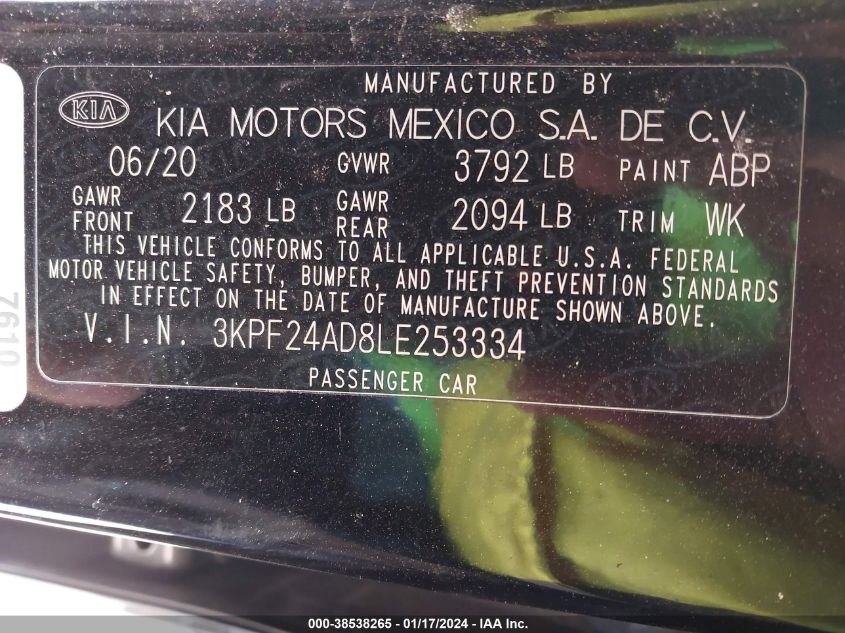 MANUFACTURED BY
KIA KIA MOTORS MEXICO S.A. DE C.V.
06/20 GVWR 3792 LB PAINT ABP
GAWR FRONT 2183 LB GAWR REAR 2094 LB TRIM WK
THIS VEHICLE CONFORMS TO ALL APPLICABLE U.S.A. FEDERAL
MOTOR VEHICLE SAFETY, BUMPER, AND THEFT PREVENTION STANDARDS
IN EFFECT ON THE DATE OF MANUFACTURE SHOWN ABOVE.
V.I.N. 3KPF24AD8LE253334
PASSENGER CAR
7610
000-38538265 - 01/17/2024 - IAA Inc.